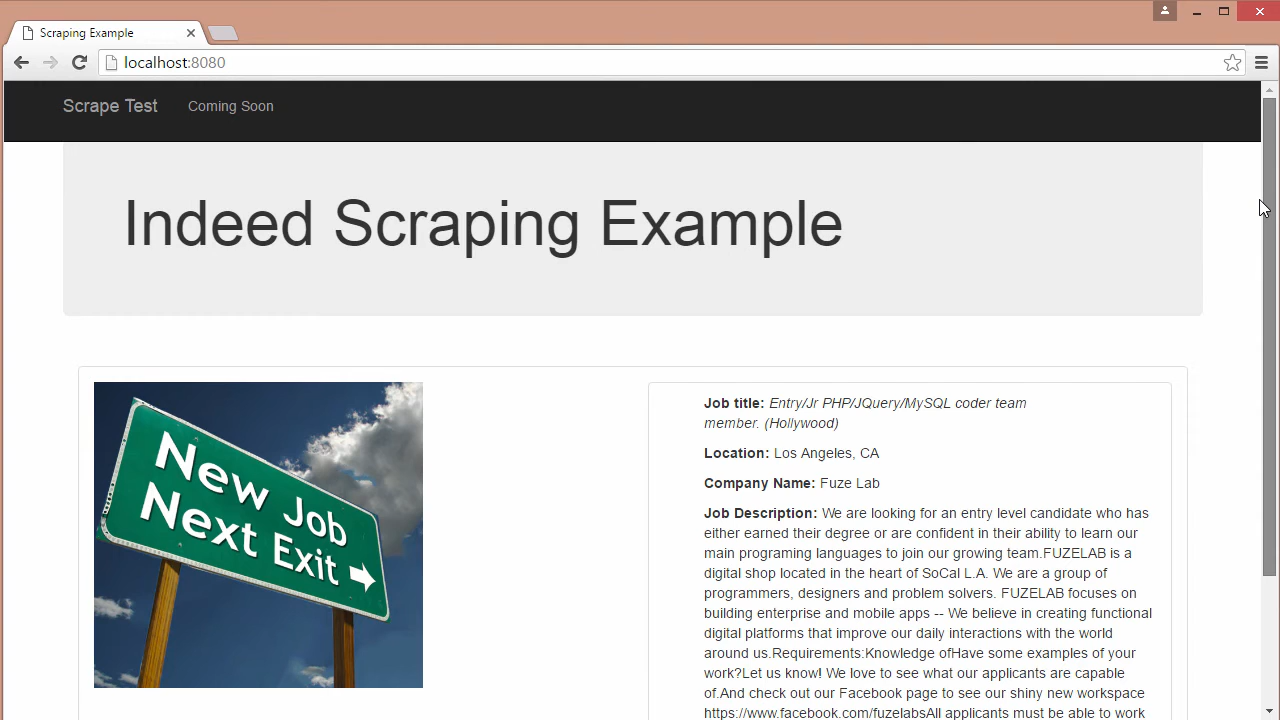 Scraping Example
localhost:8080
Scrape Test Coming Soon
Indeed Scraping Example
New Job
Next Exit
Job title: Entry/Jr PHP/JQuery/MySQL coder team
member. (Hollywood)
Location: Los Angeles, CA
Company Name: Fuze Lab
Job Description: We are looking for an entry level candidate who has
either earned their degree or are confident in their ability to learn our
main programing languages to join our growing team.FUZELAB is a
digital shop located in the heart of SoCal L.A. We are a group of
programmers, designers and problem solvers. FUZELAB focuses on
building enterprise and mobile apps -- We believe in creating functional
digital platforms that improve our daily interactions with the world
around us.Requirements:Knowledge ofHave some examples of your
work?Let us know! We love to see what our applicants are capable
of.And check out our Facebook page to see our shiny new workspace
https://www.facebook.com/fuzelabsAll applicants must be able to work